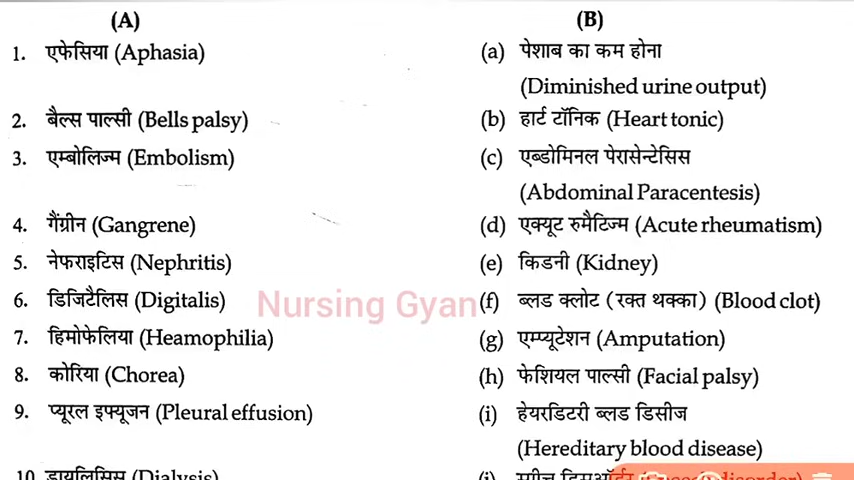 (A) (B)
1. एफेसिया (Aphasia) (a) पेशाब का कम होना
(Diminished urine output)
2. बैल्स पाल्सी (Bells palsy) (b) हार्ट टॉनिक (Heart tonic)
3. एम्बोलिज्म (Embolism) (c) एब्डोमिनल पेरासेन्टेसिस
(Abdominal Paracentesis)
4. गैंग्रीन (Gangrene) (d) एक्यूट रुमैटिज्म (Acute rheumatism)
5. नेफराइटिस (Nephritis) (e) किडनी (Kidney)
6. डिजिटैलिस (Digitalis) (f) ब्लड क्लोट (रक्त थक्का) (Blood clot)
Nursing Gyan
7. हिमोफेलिया (Heamophilia) (g) एम्प्यूटेशन (Amputation)
8. कोरिया (Chorea) (h) फेशियल पाल्सी (Facial palsy)
9. प्यूरल इफ्यूजन (Pleural effusion) (i) हेयरडिटरी ब्लड डिसीज
(Hereditary blood disease)
10. डायलिसिस (Dialysis) (j)